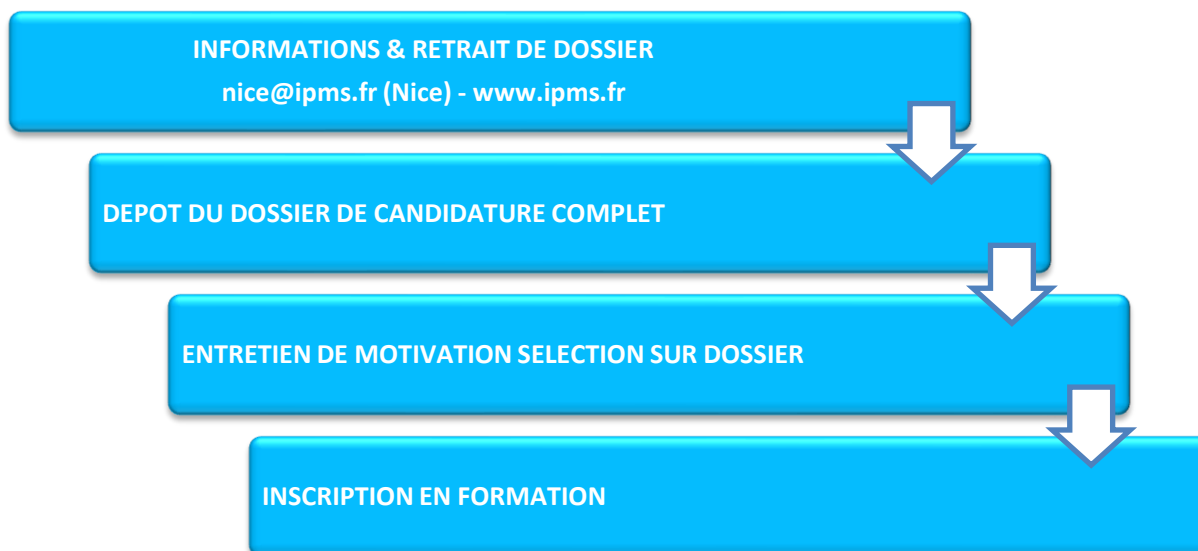 INFORMATIONS & RETRAIT DE DOSSIER
nice@ipms.fr (Nice) - www.ipms.fr
DEPOT DU DOSSIER DE CANDIDATURE COMPLET
ENTRETIEN DE MOTIVATION SELECTION SUR DOSSIER
INSCRIPTION EN FORMATION